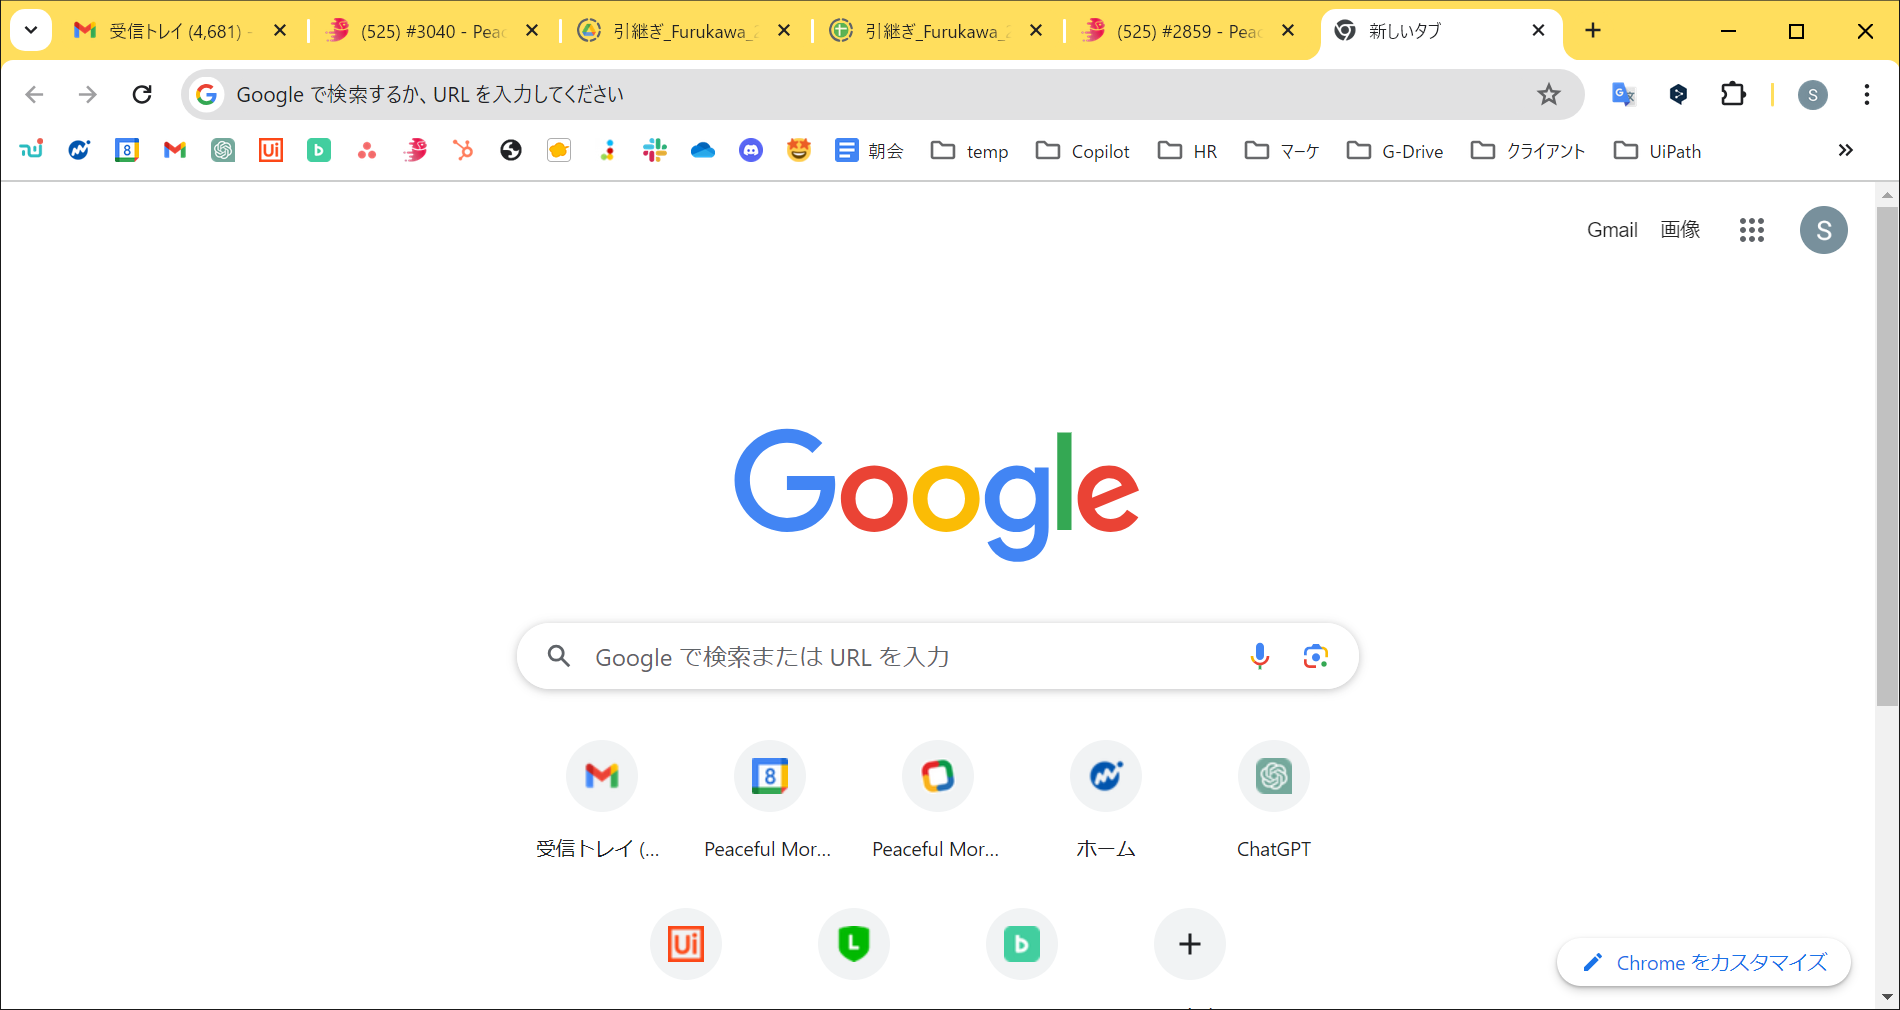 受信トレイ (4,681) -
(525) #3040 - Peac
引継ぎ_Furukawa_2
引継ぎ_Furukawa_2
(525) #2859 - Peac
新しいタブ
Google で検索するか、URL を入力してください
S
朝会
temp
Copilot
HR
マーケ
G-Drive
クライアント
UiPath
Gmail
画像
S
Google
Google で検索または URL を入力
受信トレイ (...
Peaceful Mor...
Peaceful Mor...
ホーム
ChatGPT
Chrome をカスタマイズ